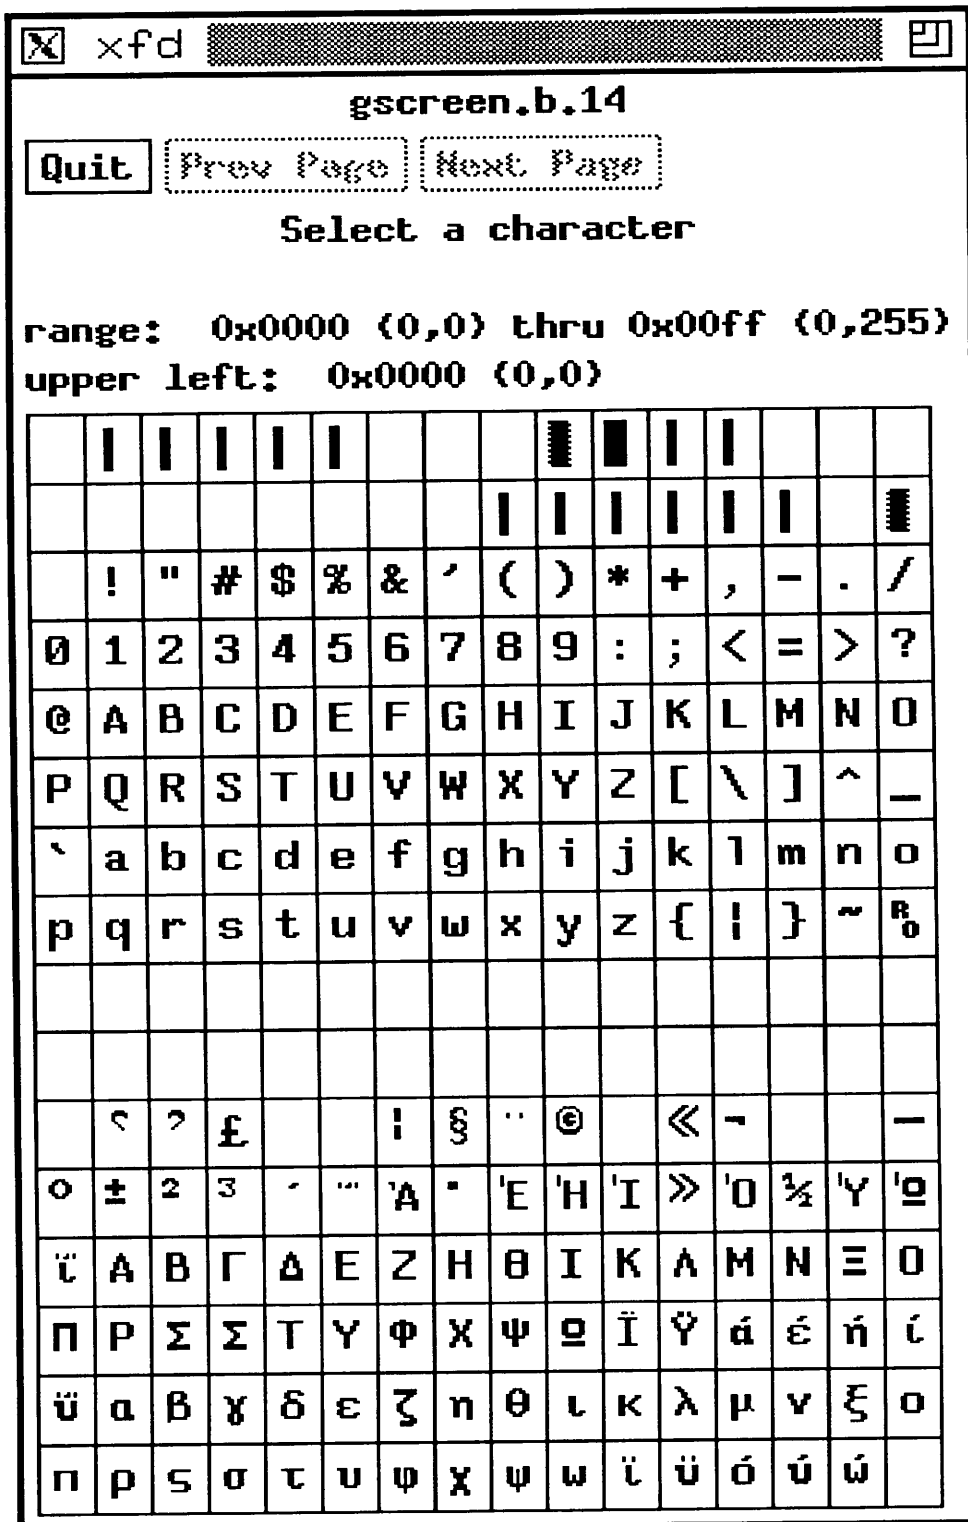 xfd
gscreen.b.14
Quit Prev Page Next Page
Select a character
range: 0x0000 (0,0) thru 0x00ff (0,255)
upper left: 0x0000 (0,0)
! " # $ % & ´ ( ) * + , - . /
0 1 2 3 4 5 6 7 8 9 : ; < = > ?
@ A B C D E F G H I J K L M N O
P Q R S T U V W X Y Z [ \ ] ^ _
` a b c d e f g h i j k l m n o
p q r s t u v w x y z { ¦ } ~ RO
ʽ ʼ £ ¦ § ¨ © « ¬ ―
° ± ² ³ ΄ ΅ Ά · Έ Ή Ί » Ό ½ Ύ Ώ
ΐ Α Β Γ Δ Ε Ζ Η Θ Ι Κ Λ Μ Ν Ξ Ο
Π Ρ Σ Σ Τ Υ Φ Χ Ψ Ω Ϊ Ϋ ά έ ή ί
ΰ α β γ δ ε ζ η θ ι κ λ μ ν ξ ο
π ρ ς σ τ υ φ χ ψ ω ϊ ϋ ό ύ ώ